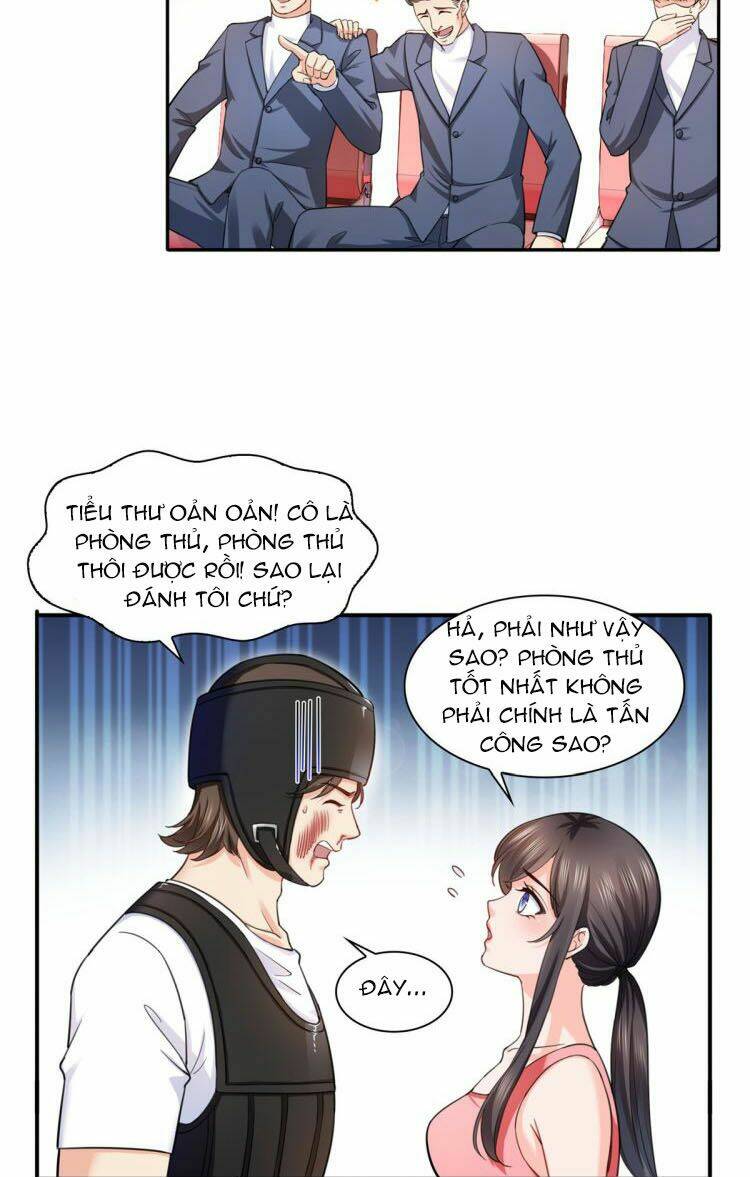 TIỂU THƯ OẢN OẢN! CÔ LÀ
PHÒNG THỦ, PHÒNG THỦ
THÔI ĐƯỢC RỒI! SAO LẠI
ĐÁNH TÔI CHỨ?
HẢ, PHẢI NHƯ VẬY
SAO? PHÒNG THỦ
TỐT NHẤT KHÔNG
PHẢI CHÍNH LÀ TẤN
CÔNG SAO?
ĐÂY...